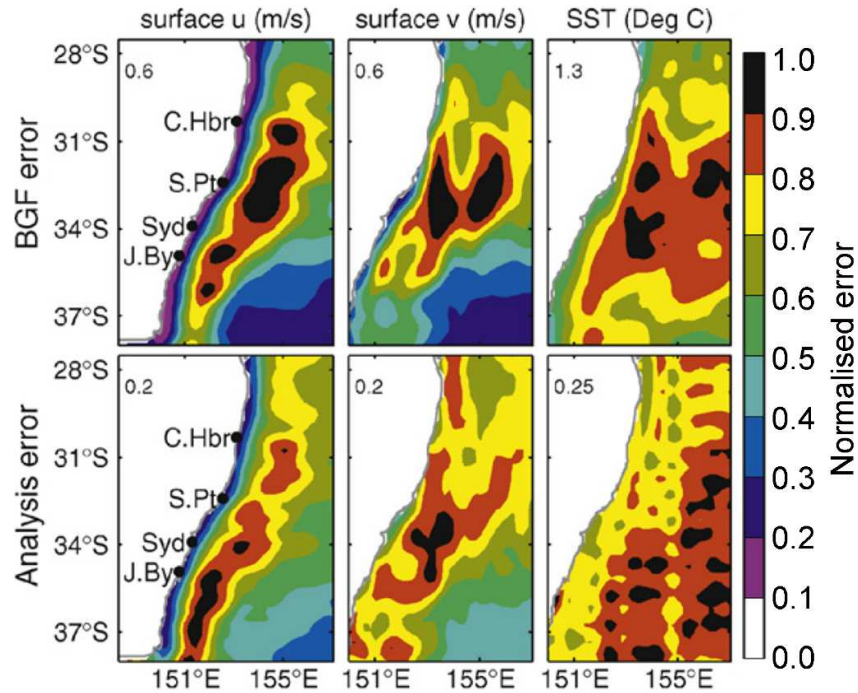 surface u (m/s) surface v (m/s) SST (Deg C)
BGF error
28°S
31°S
34°S
37°S
0.6
C.Hbr
S.Pt
Syd
J.By
0.6
1.3
Analysis error
28°S
31°S
34°S
37°S
0.2
C.Hbr
S.Pt
Syd
J.By
0.2
0.25
151°E 155°E 151°E 155°E 151°E 155°E
1.0
0.9
0.8
0.7
0.6
0.5
0.4
0.3
0.2
0.1
0.0
Normalised error